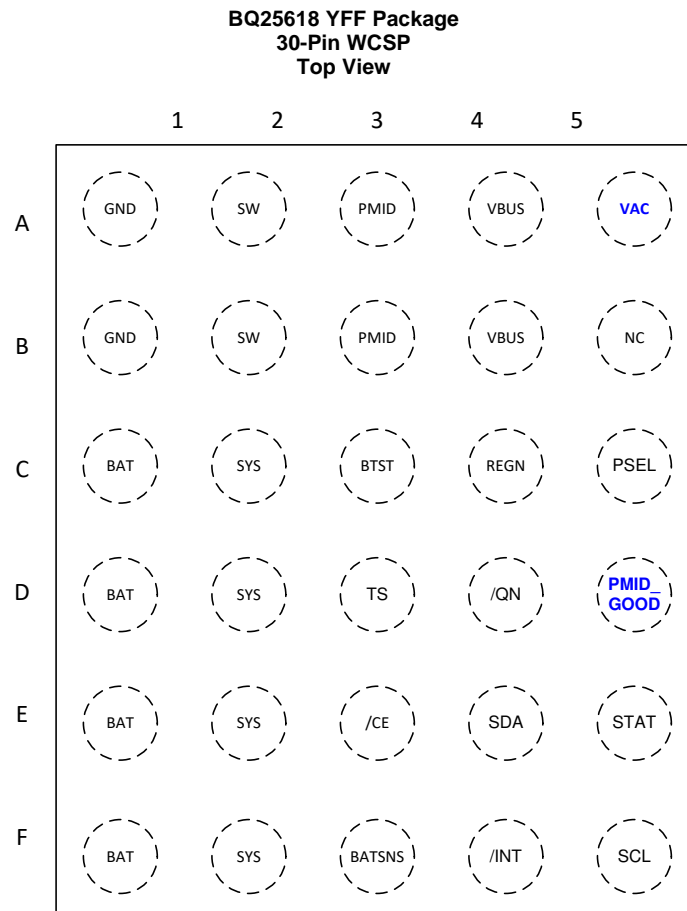 BQ25618 YFF Package
30-Pin WCSP
Top View
1 2 3 4 5
A GND SW PMID VBUS VAC
B GND SW PMID VBUS NC
C BAT SYS BTST REGN PSEL
D BAT SYS TS /QN PMID_
GOOD
E BAT SYS /CE SDA STAT
F BAT SYS BATSNS /INT SCL